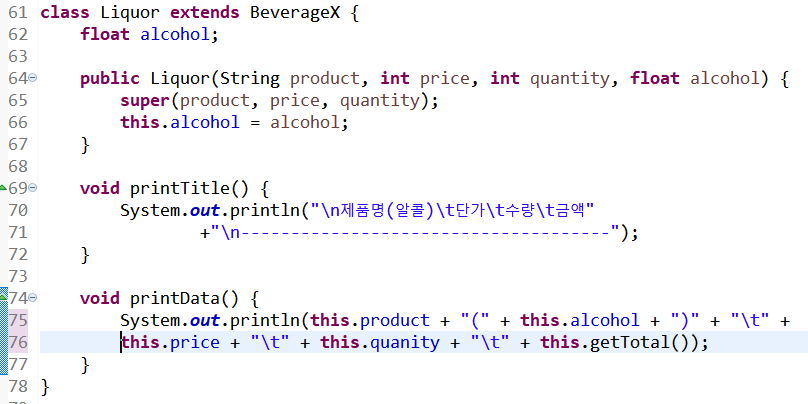 61 class Liquor extends BeverageX {
62     float alcohol;
63
64     public Liquor(String product, int price, int quantity, float alcohol) {
65         super(product, price, quantity);
66         this.alcohol = alcohol;
67     }
68
69     void printTitle() {
70         System.out.println("\n제품명(알콜)\t단가\t수량\t금액"
71                 +"\n-------------------------------------");
72     }
73
74     void printData() {
75         System.out.println(this.product + "(" + this.alcohol + ")" + "\t" +
76         this.price + "\t" + this.quanity + "\t" + this.getTotal());
77     }
78 }